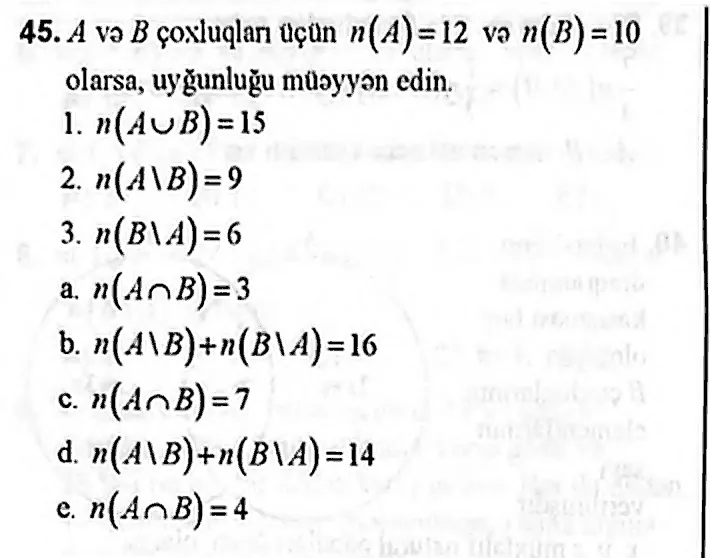 45. A və B çoxluqları üçün n(A)=12 və n(B)=10
olarsa, uyğunluğu müəyyən edin.
1. n(A∪B)=15
2. n(A\B)=9
3. n(B\A)=6
a. n(A∩B)=3
b. n(A\B)+n(B\A)=16
c. n(A∩B)=7
d. n(A\B)+n(B\A)=14
e. n(A∩B)=4